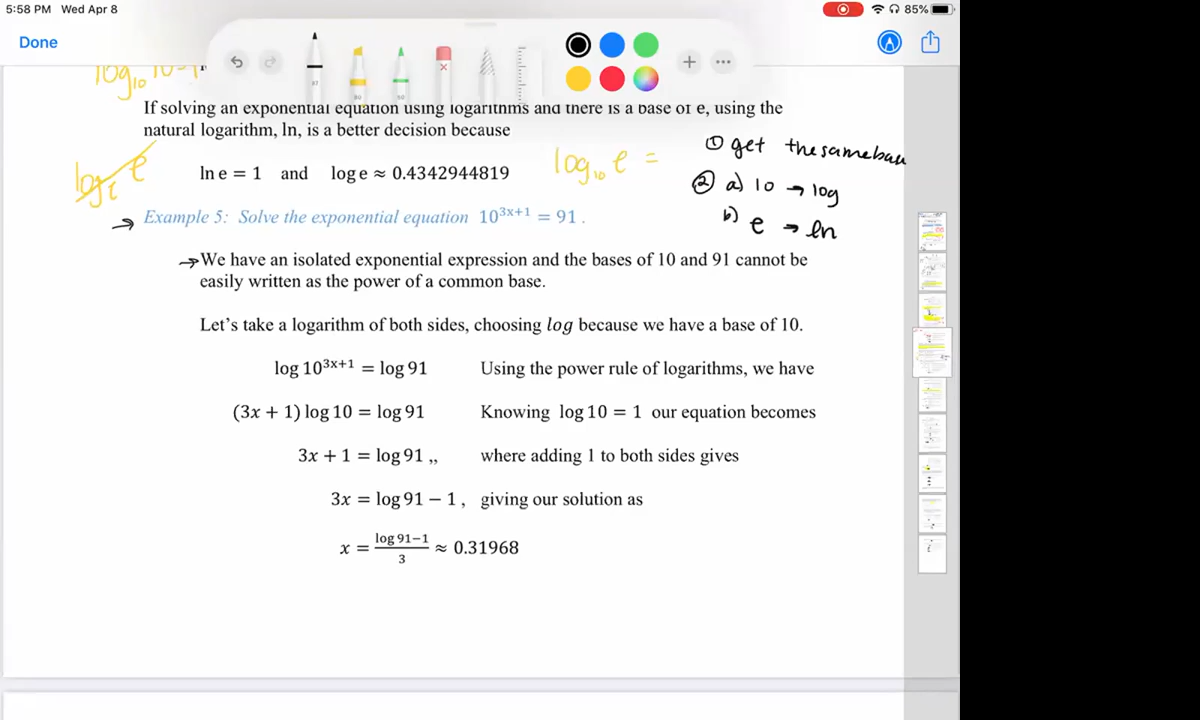 5:58 PM Wed Apr 8
85%
Done
If solving an exponential equation using logarithms and there is a base of e, using the
natural logarithm, ln, is a better decision because
① get the same base
ln e = 1 and log e ≈ 0.4342944819
log₁₀ e =
② a) 10 → log
b) e → ln
→ Example 5: Solve the exponential equation 10³ˣ⁺¹ = 91 .
→ We have an isolated exponential expression and the bases of 10 and 91 cannot be
easily written as the power of a common base.
Let's take a logarithm of both sides, choosing log because we have a base of 10.
log 10³ˣ⁺¹ = log 91 Using the power rule of logarithms, we have
(3x + 1) log 10 = log 91 Knowing log 10 = 1 our equation becomes
3x + 1 = log 91 ,, where adding 1 to both sides gives
3x = log 91 − 1 , giving our solution as
x = (log 91−1)/3 ≈ 0.31968